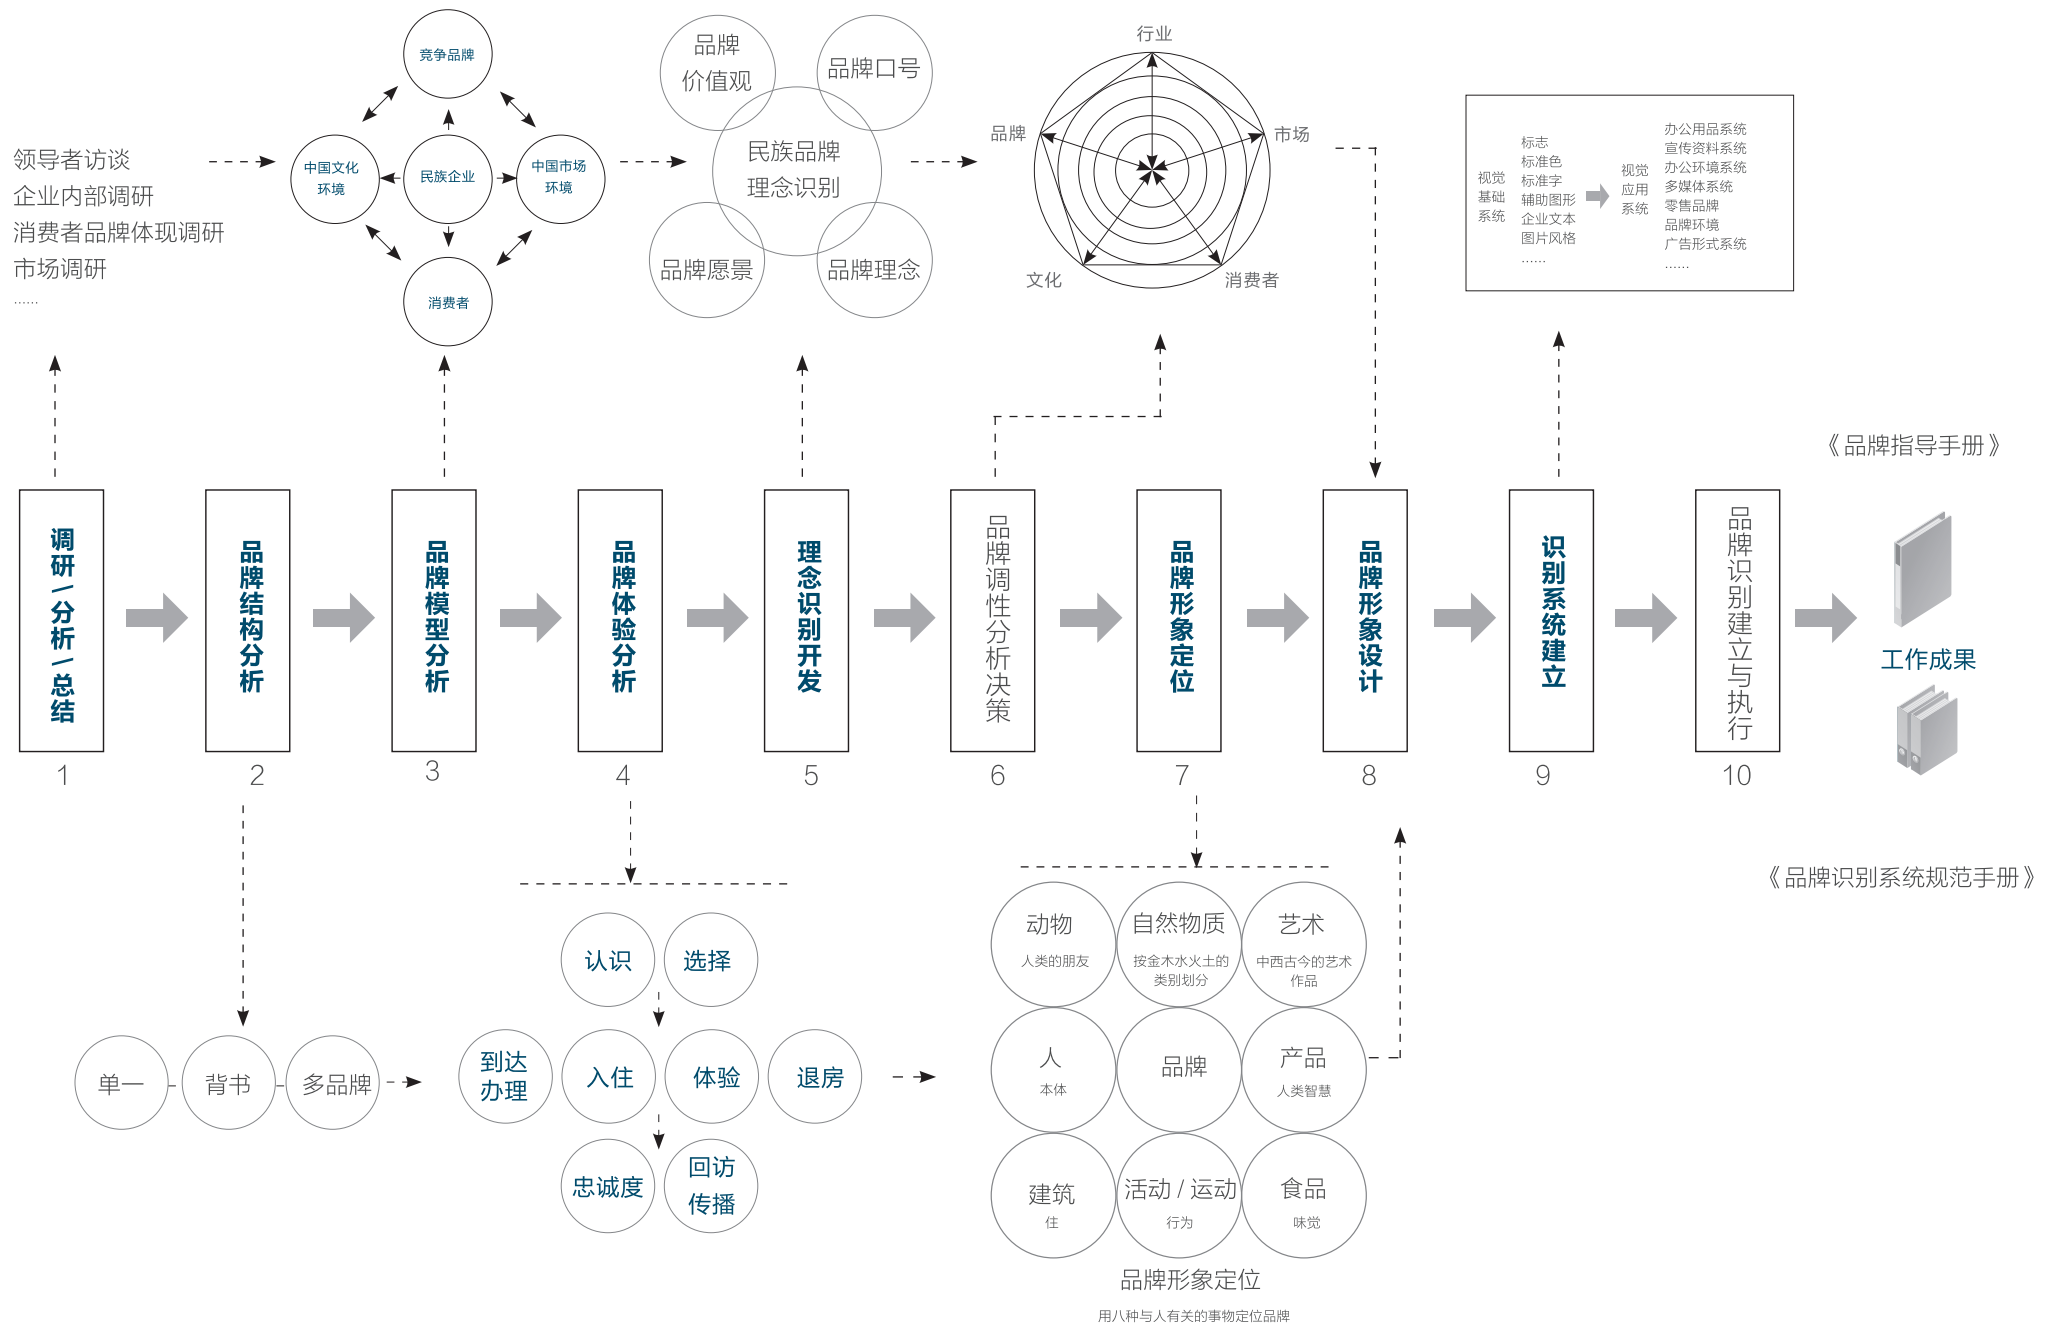 领导者访谈
企业内部调研
消费者品牌体现调研
市场调研
......
竞争品牌
中国文化
环境
民族企业
中国市场
环境
消费者
品牌
价值观
品牌口号
民族品牌
理念识别
品牌愿景
品牌理念
行业
品牌
市场
文化
消费者
视觉
基础
系统
标志
标准色
标准字
辅助图形
企业文本
图片风格
......
视觉
应用
系统
办公用品系统
宣传资料系统
办公环境系统
多媒体系统
零售品牌
品牌环境
广告形式系统
......
《品牌指导手册》
调研\分析\总结
品牌结构分析
品牌模型分析
品牌体验分析
理念识别开发
品牌调性分析决策
品牌形象定位
品牌形象设计
识别系统建立
品牌识别建立与执行
工作成果
1
2
3
4
5
6
7
8
9
10
《品牌识别系统规范手册》
单一
背书
多品牌
认识
选择
到达
办理
入住
体验
退房
忠诚度
回访
传播
动物
人类的朋友
自然物质
按金木水火土的
类别划分
艺术
中西古今的艺术
作品
人
本体
品牌
产品
人类智慧
建筑
住
活动 / 运动
行为
食品
味觉
品牌形象定位
用八种与人有关的事物定位品牌